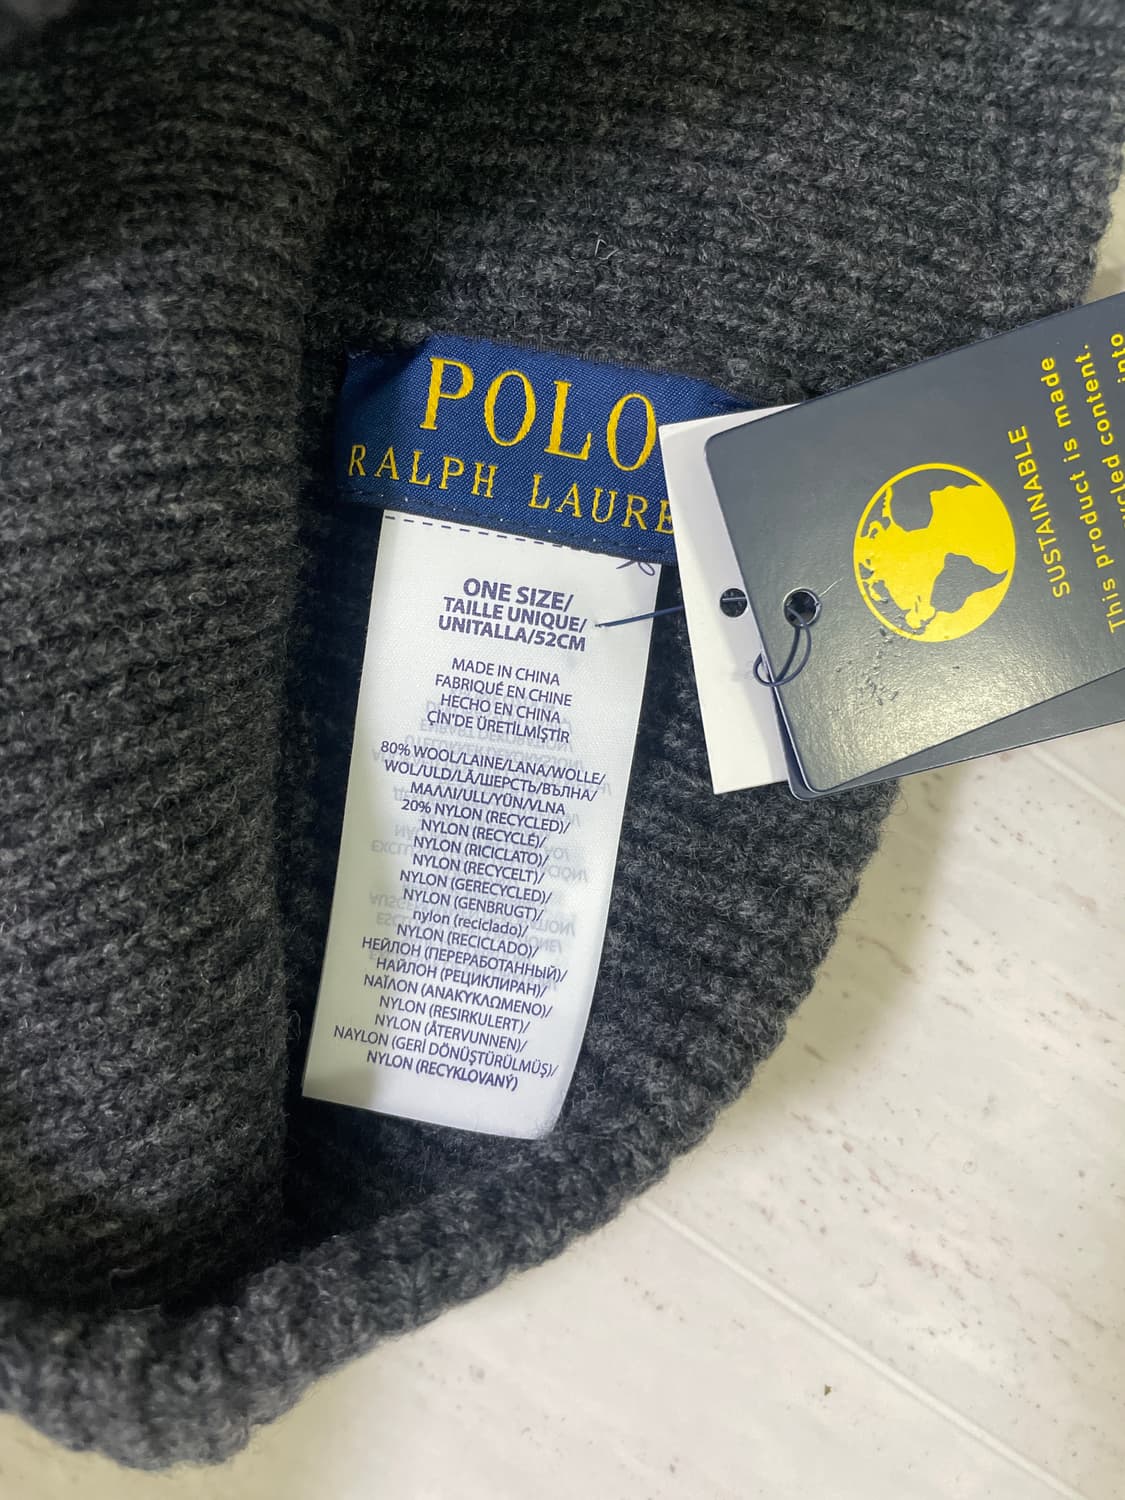 POLO
RALPH LAURE
ONE SIZE/
TAILLE UNIQUE/
UNITALLA/52CM
MADE IN CHINA
FABRIQUÉ EN CHINE
HECHO EN CHINA
ÇİN'DE ÜRETİLMİŞTİR
80% WOOL/LAINE/LANA/WOLLE/
WOL/ULD/LÃ/ШЕРСТЬ/ВЪЛНА/
ΜΑΛΛΙ/ULL/YÜN/VLNA
20% NYLON (RECYCLED)/
NYLON (RECYCLÉ)/
NYLON (RICICLATO)/
NYLON (RECYCELT)/
NYLON (GERECYCLED)/
NYLON (GENBRUGT)/
nylon (reciclado)/
NYLON (RECICLADO)/
НЕЙЛОН (ПЕРЕРАБОТАННЫЙ)/
НАЙЛОН (РЕЦИКЛИРАН)/
ΝΑΪΛΟΝ (ΑΝΑΚΥΚΛΩΜΕΝΟ)/
NYLON (RESIRKULERT)/
NYLON (ÅTERVUNNEN)/
NAYLON (GERİ DÖNÜŞTÜRÜLMÜŞ)/
NYLON (RECYKLOVANÝ)
SUSTAINABLE
This product is made
content.
into